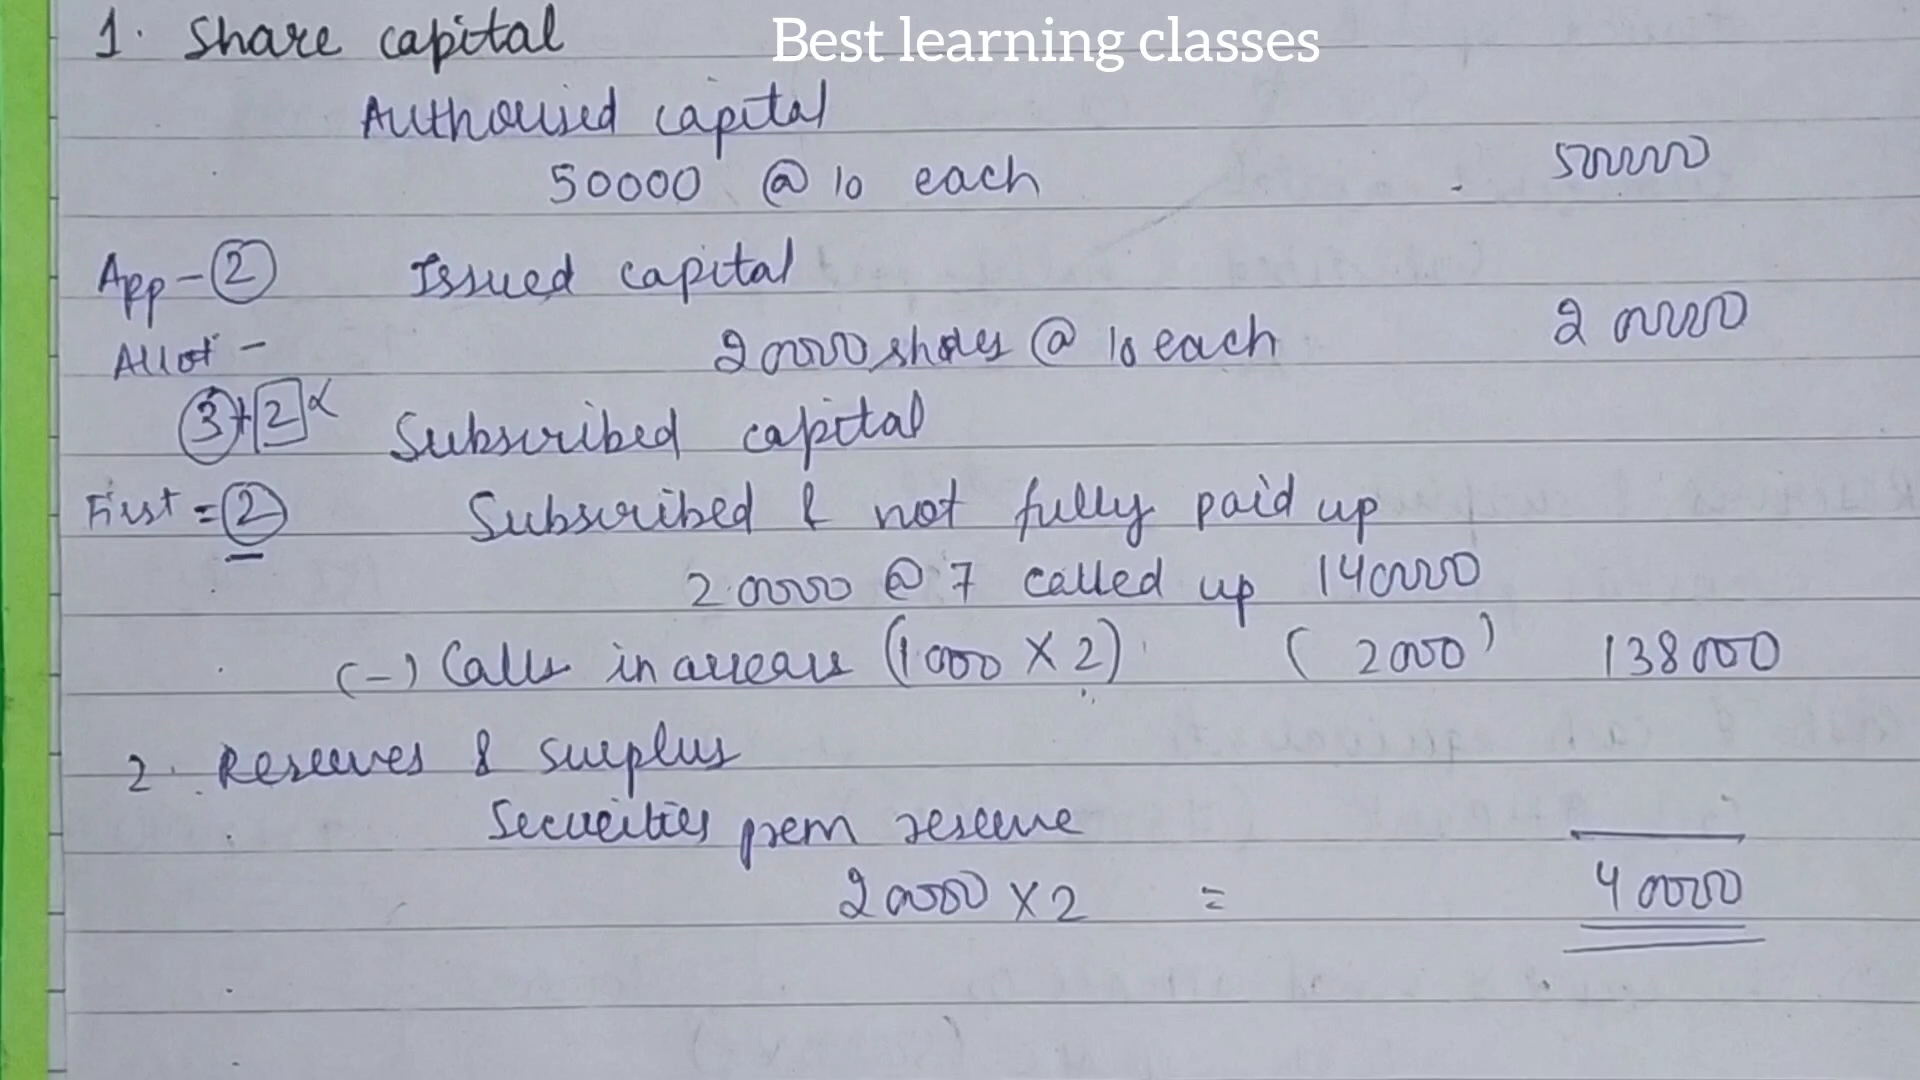 Best learning classes
1. Share capital
Authorised capital
50000 @ 10 each 500000
App - 2 Issued capital
Allot - 20000 shares @ 10 each 200000
3 + 2 Subscribed capital
First = 2 Subscribed & not fully paid up
20000 @ 7 called up 140000
(-) Calls in arrears (1000 X 2) (2000) 138000
2. Reserves & surplus
Securities prem reserve
20000 X 2 = 40000